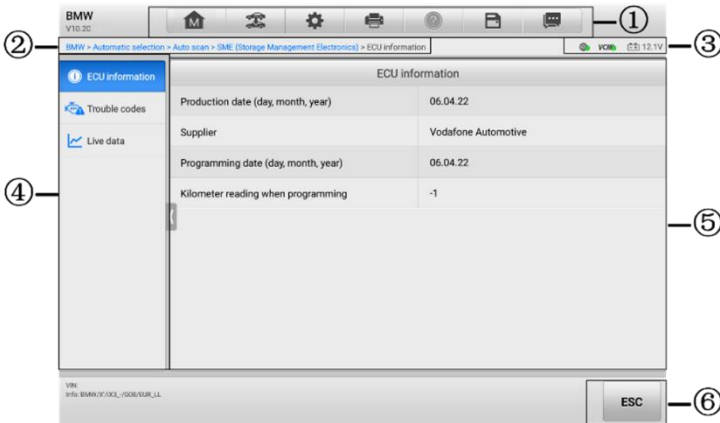 BMW
V10.20
M
?
①
②
BMW > Automatic selection > Auto scan > SME (Storage Management Electronics) > ECU information
VCMI
12.1V
③
ECU information
ECU information
Trouble codes
Live data
④
Production date (day, month, year) 06.04.22
Supplier Vodafone Automotive
Programming date (day, month, year) 06.04.22
Kilometer reading when programming -1
⑤
VIN:
ESC
⑥